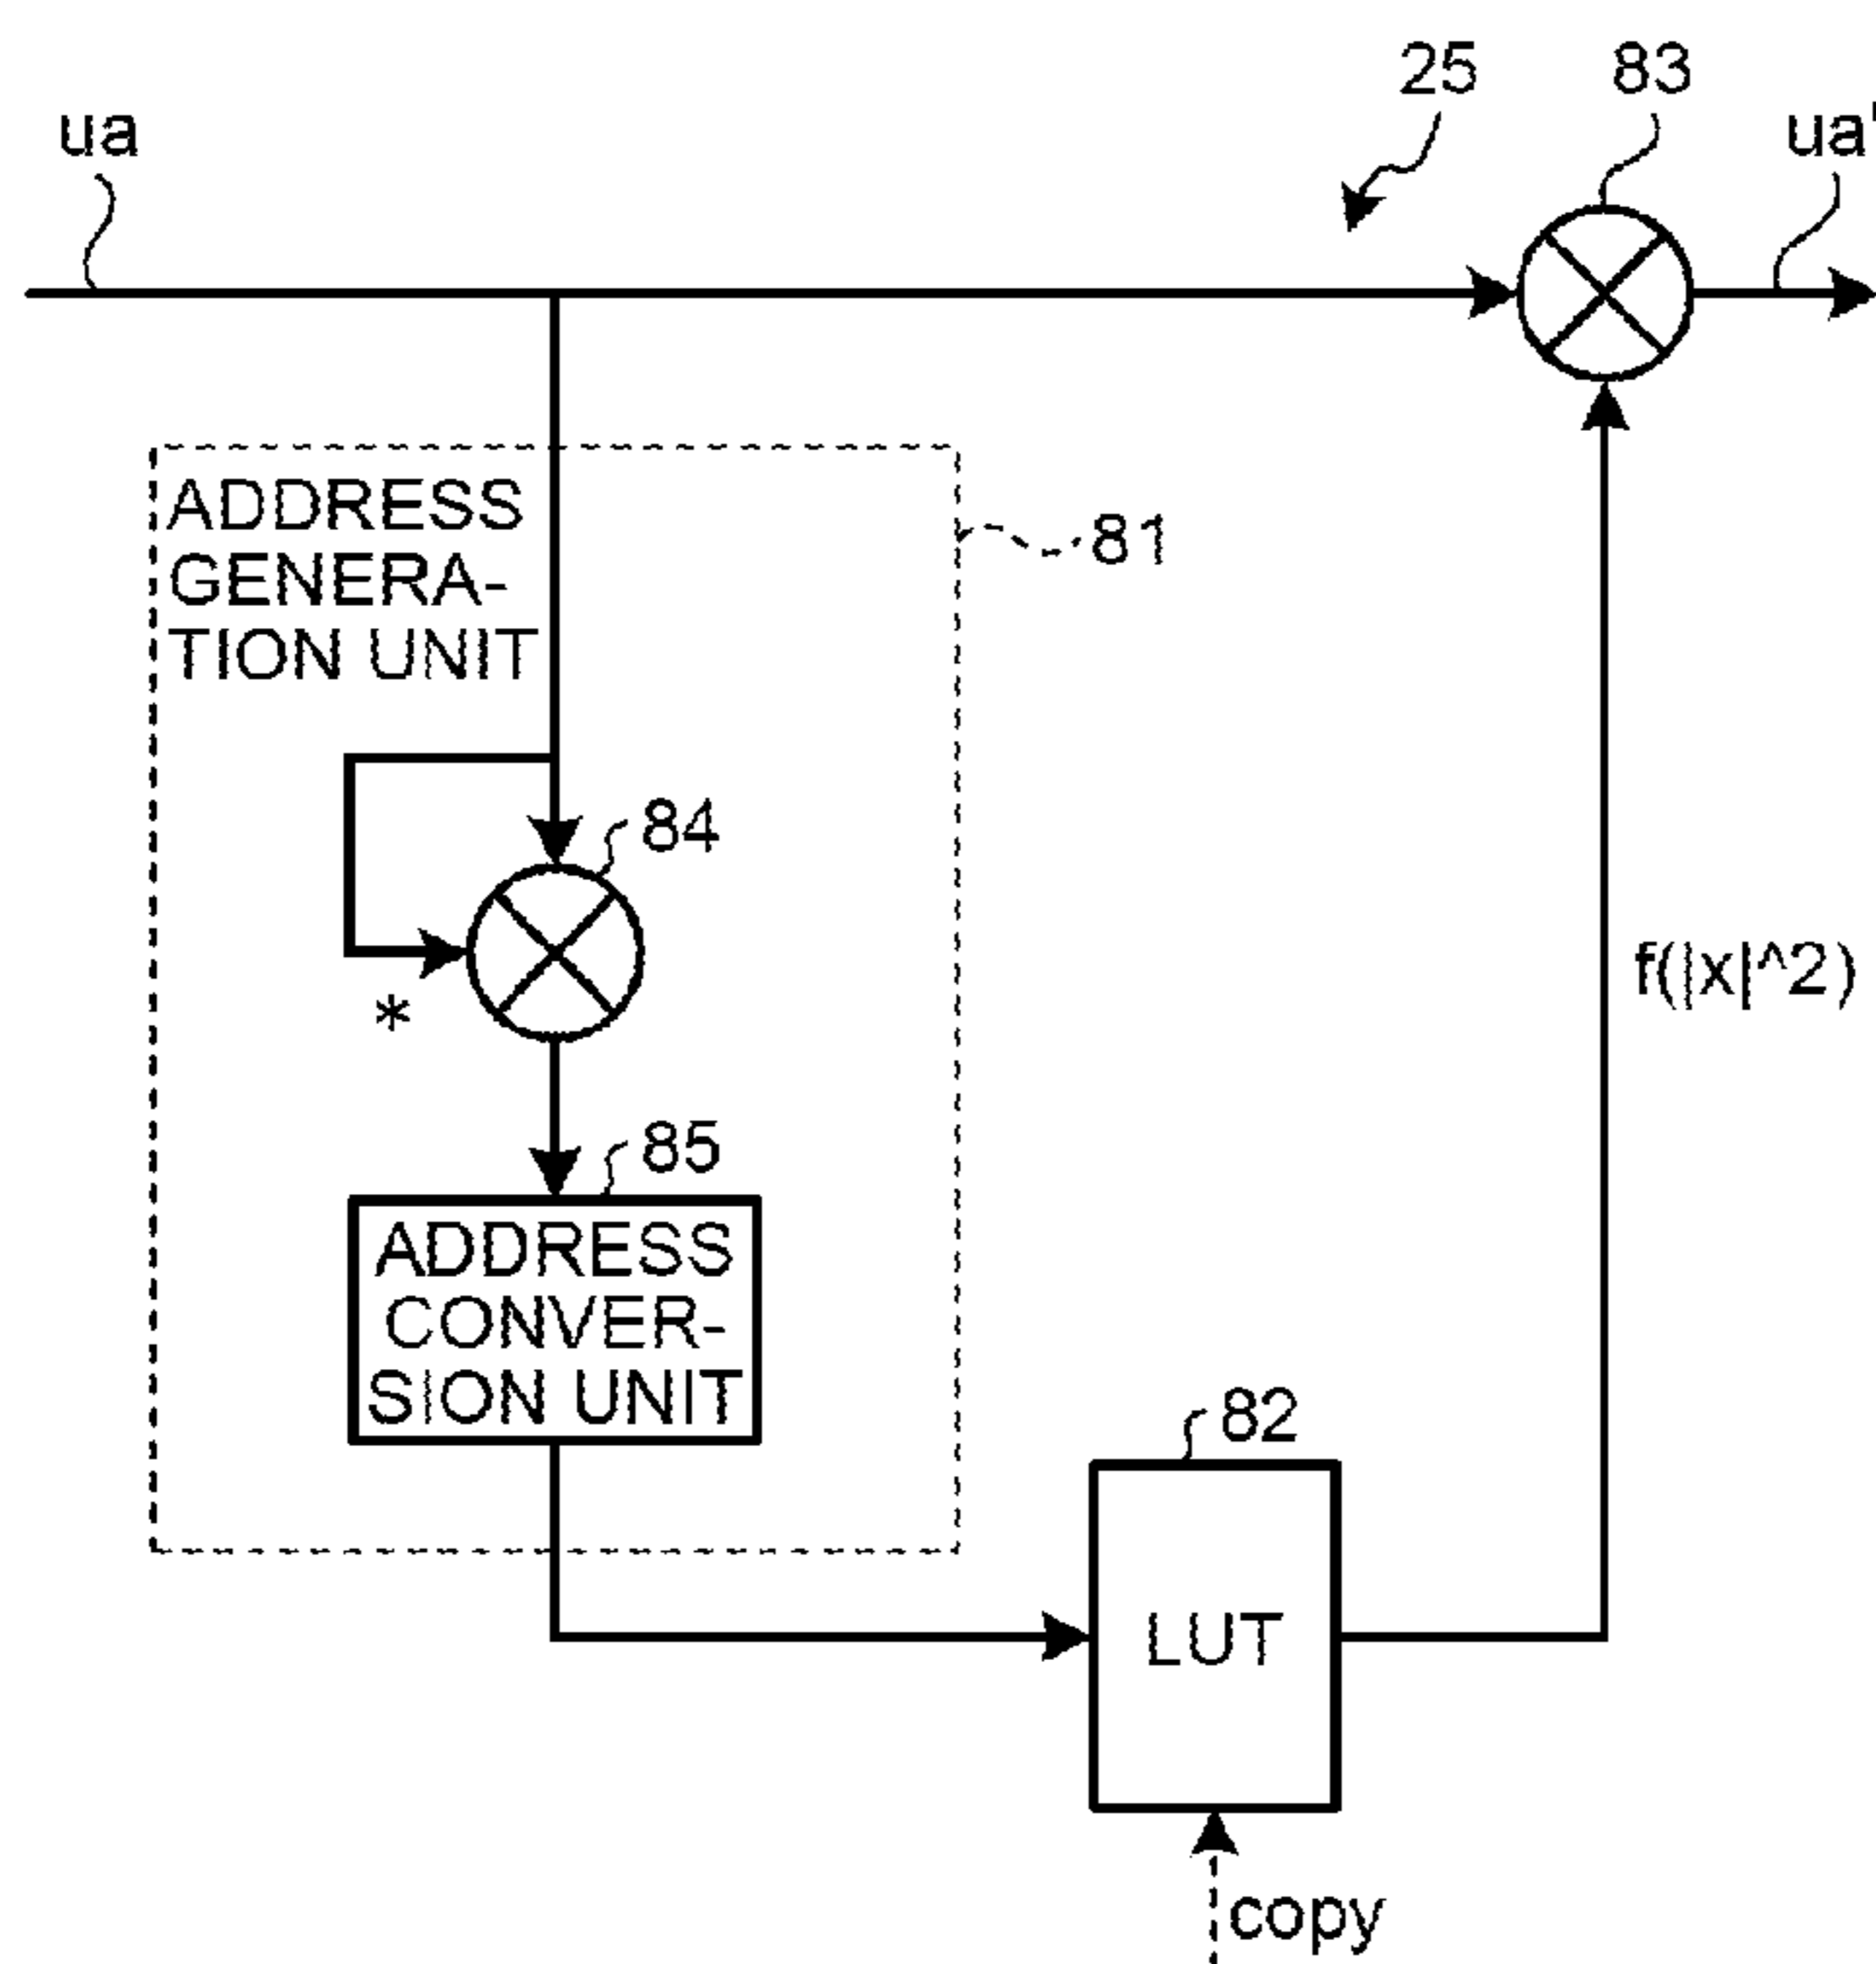 25
83
ua
ua'
ADDRESS
GENERA-
TION UNIT
81
84
*
f(|x|^2)
85
ADDRESS
CONVER-
SION UNIT
82
LUT
copy